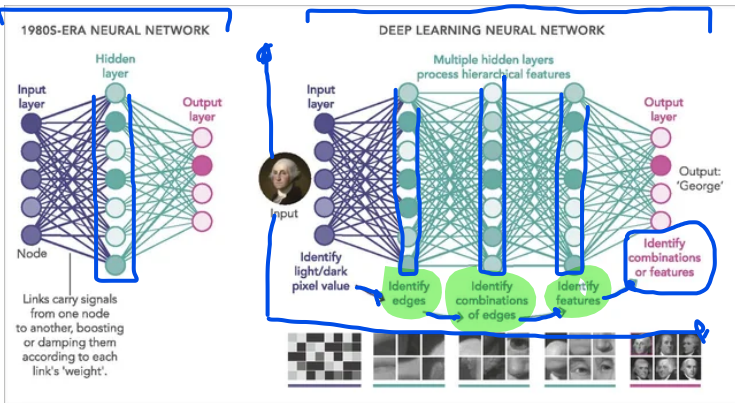 1980S-ERA NEURAL NETWORK
Hidden
layer
Input
layer
Output
layer
Node
Links carry signals
from one node
to another, boosting
or damping them
according to each
link's 'weight'.
DEEP LEARNING NEURAL NETWORK
Multiple hidden layers
process hierarchical features
Input
layer
Output
layer
Input
Output:
'George'
Identify
light/dark
pixel value
Identify
edges
Identify
combinations
of edges
Identify
features
Identify
combinations
or features